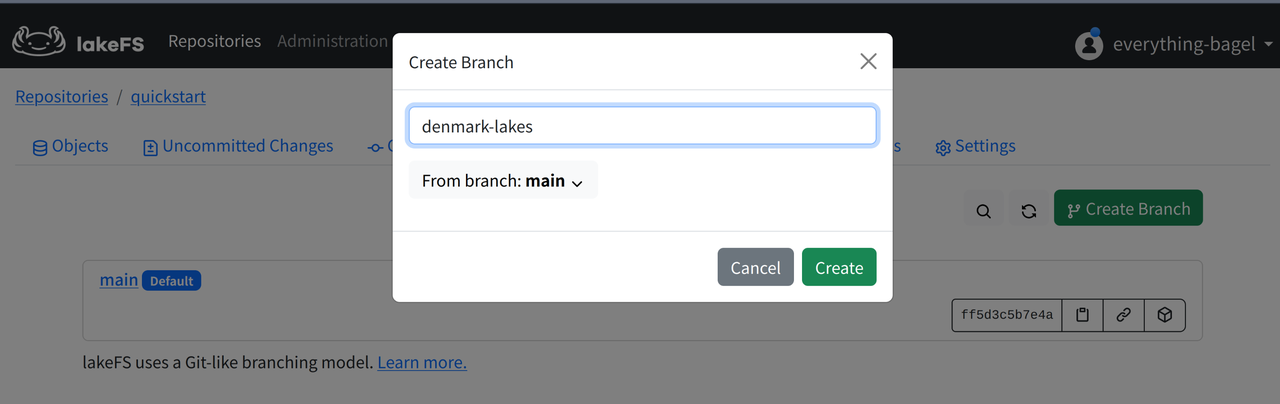 lakeFS Repositories Administration everything-bagel
Create Branch
Repositories / quickstart
denmark-lakes
Objects Uncommitted Changes Settings
From branch: main
Create Branch
Cancel Create
main Default
ff5d3c5b7e4a
lakeFS uses a Git-like branching model. Learn more.